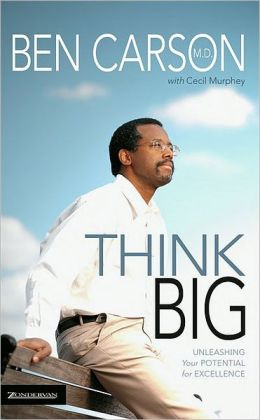 BEN CARSON
M.D.
with Cecil Murphey
THINK
BIG
UNLEASHING
Your POTENTIAL
for EXCELLENCE
ZONDERVAN